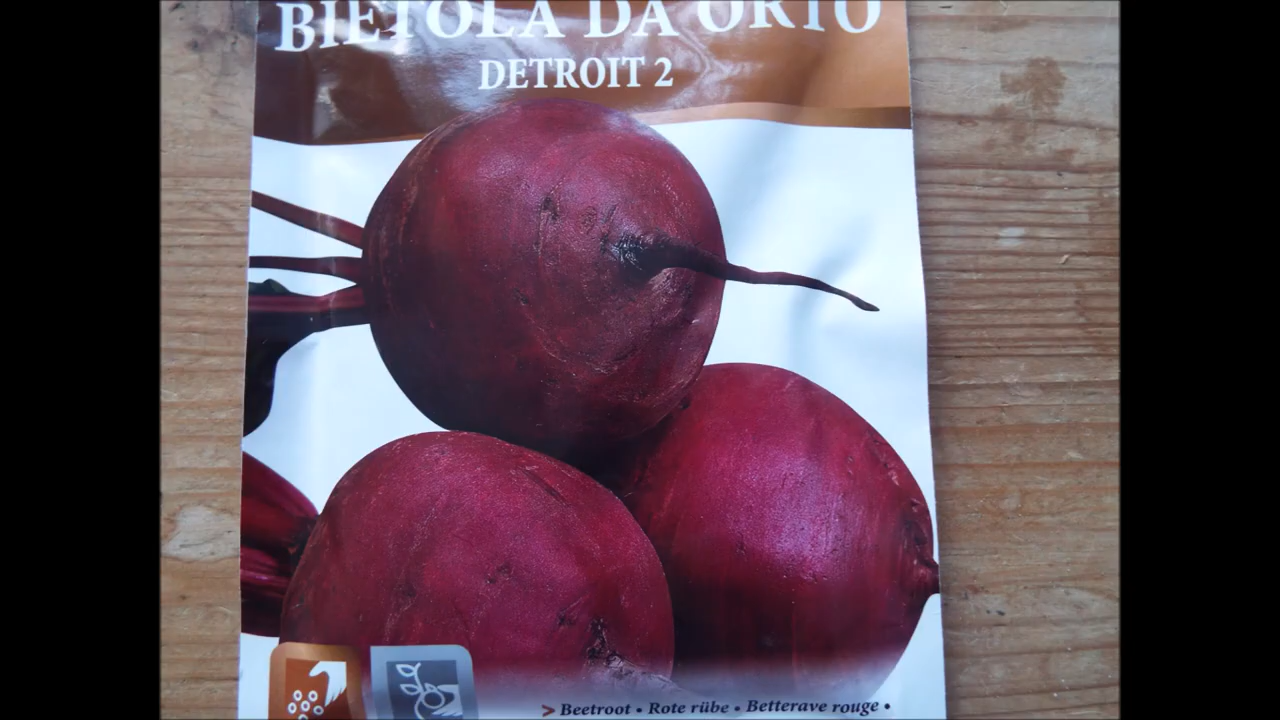 BIETOLA DA ORTO
DETROIT 2
> Beetroot • Rote rübe • Betterave rouge •